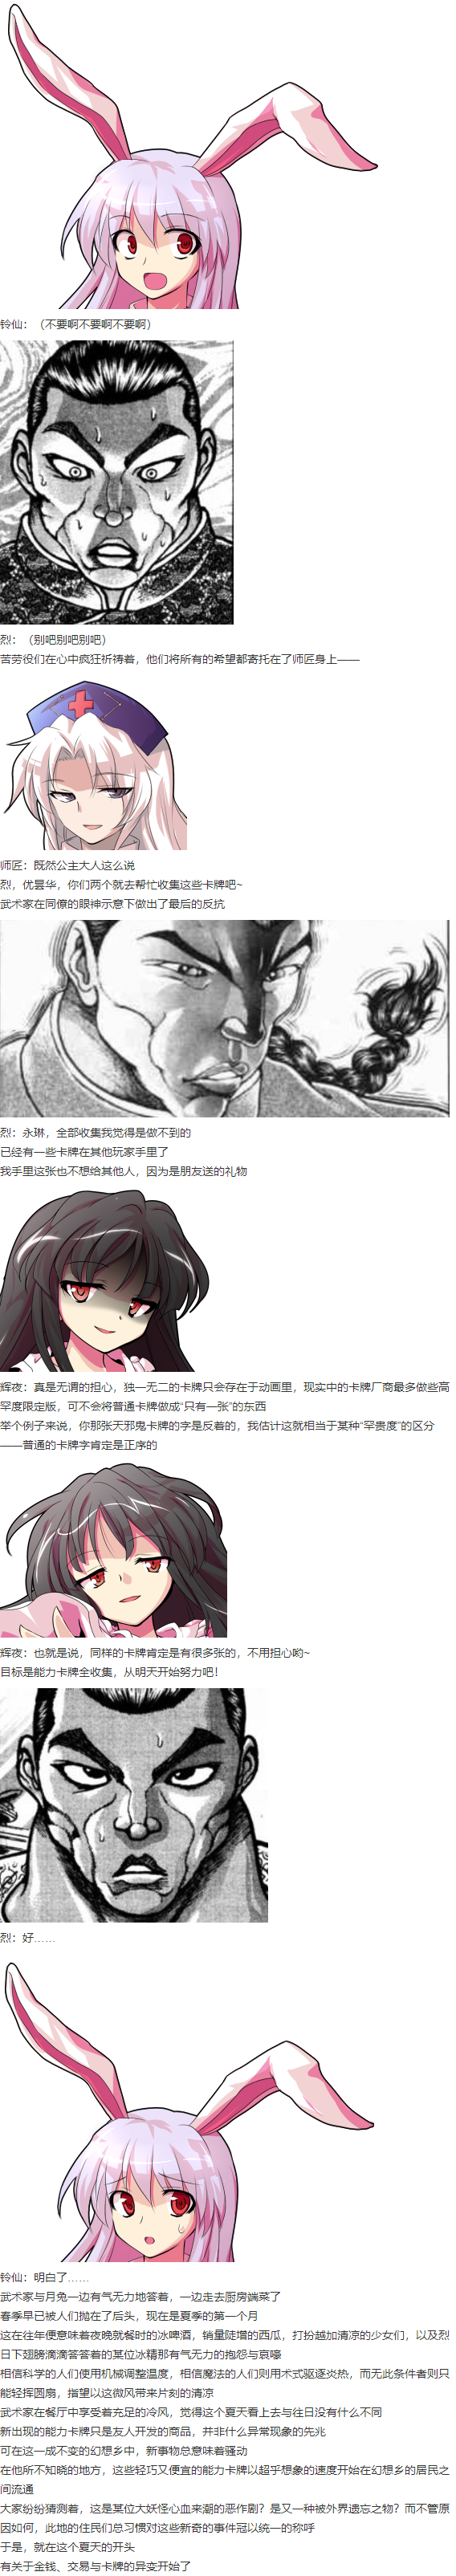 铃仙：（不要啊不要啊不要啊）
烈：（别吧别吧别吧）
苦劳役们在心中疯狂祈祷着，他们将所有的希望都寄托在了师匠身上——
师匠：既然公主大人这么说
烈，优昙华，你们两个就去帮忙收集这些卡牌吧~
武术家在同僚的眼神示意下做出了最后的反抗
烈：永琳，全部收集我觉得是做不到的
已经有一些卡牌在其他玩家手里了
我手里这张也不想给其他人，因为是朋友送的礼物
辉夜：真是无谓的担心，独一无二的卡牌只会存在于动画里，现实中的卡牌厂商最多做些高
罕度限定版，可不会将普通卡牌做成“只有一张”的东西
举个例子来说，你那张天邪鬼卡牌的字是反着的，我估计这就相当于某种“罕贵度”的区分
——普通的卡牌字肯定是正序的
辉夜：也就是说，同样的卡牌肯定是有很多张的，不用担心哟~
目标是能力卡牌全收集，从明天开始努力吧！
烈：好……
铃仙：明白了……
武术家与月兔一边有气无力地答着，一边走去厨房端菜了
春季早已被人们抛在了后头，现在是夏季的第一个月
这在往年便意味着夜晚就餐时的冰啤酒，销量陡增的西瓜，打扮越加清凉的少女们，以及烈
日下翅膀滴滴答答着的某位冰精那有气无力的抱怨与哀嚎
相信科学的人们使用机械调整温度，相信魔法的人们则用术式驱逐炎热，而无此条件者则只
能轻挥圆扇，指望以这微风带来片刻的清凉
武术家在餐厅中享受着充足的冷风，觉得这个夏天看上去与往日没有什么不同
新出现的能力卡牌只是友人开发的商品，并非什么异常现象的先兆
可在这一成不变的幻想乡中，新事物总意味着骚动
在他所不知晓的地方，这些轻巧又便宜的能力卡牌以超乎想象的速度开始在幻想乡的居民之
间流通
大家纷纷猜测着，这是某位大妖怪心血来潮的恶作剧？是又一种被外界遗忘之物？而不管原
因如何，此地的住民们总习惯对这些新奇的事件冠以统一的称呼
于是，就在这个夏天的开头
有关于金钱、交易与卡牌的异变开始了